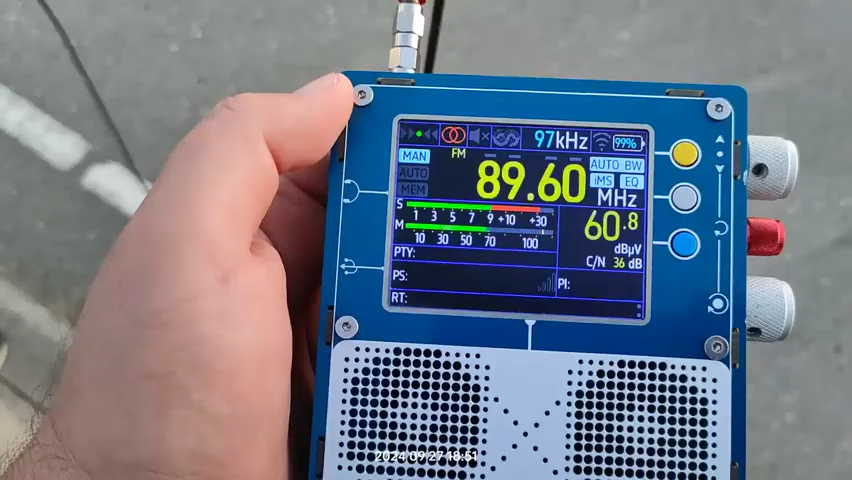 97kHz 99%
MAN FM AUTO BW
AUTO 89.60 iMS EQ
MEM MHz
S 1 3 5 7 9 +10 +30
M 10 30 50 70 100
60.8
dBµV
C/N 36 dB
PTY:
PS: PI:
RT:
2024 09 27 18:51